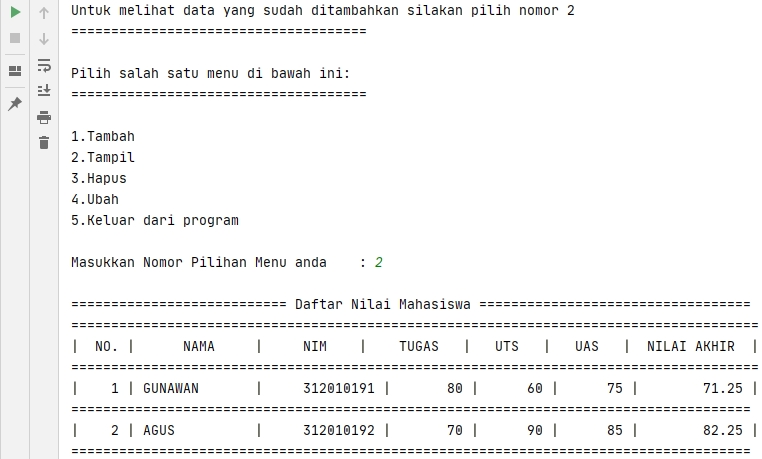 Untuk melihat data yang sudah ditambahkan silakan pilih nomor 2
=====================================
Pilih salah satu menu di bawah ini:
=====================================
1.Tambah
2.Tampil
3.Hapus
4.Ubah
5.Keluar dari program
Masukkan Nomor Pilihan Menu anda    : 2
=========================== Daftar Nilai Mahasiswa ==================================
======================================================================================
|  NO. |      NAMA     |     NIM    |    TUGAS   |   UTS   |   UAS   |  NILAI AKHIR  |
======================================================================================
|    1 | GUNAWAN       |     312010191 |       80 |      60 |      75 |        71.25 |
=====================================================================================
|    2 | AGUS          |     312010192 |       70 |      90 |      85 |        82.25 |
=====================================================================================